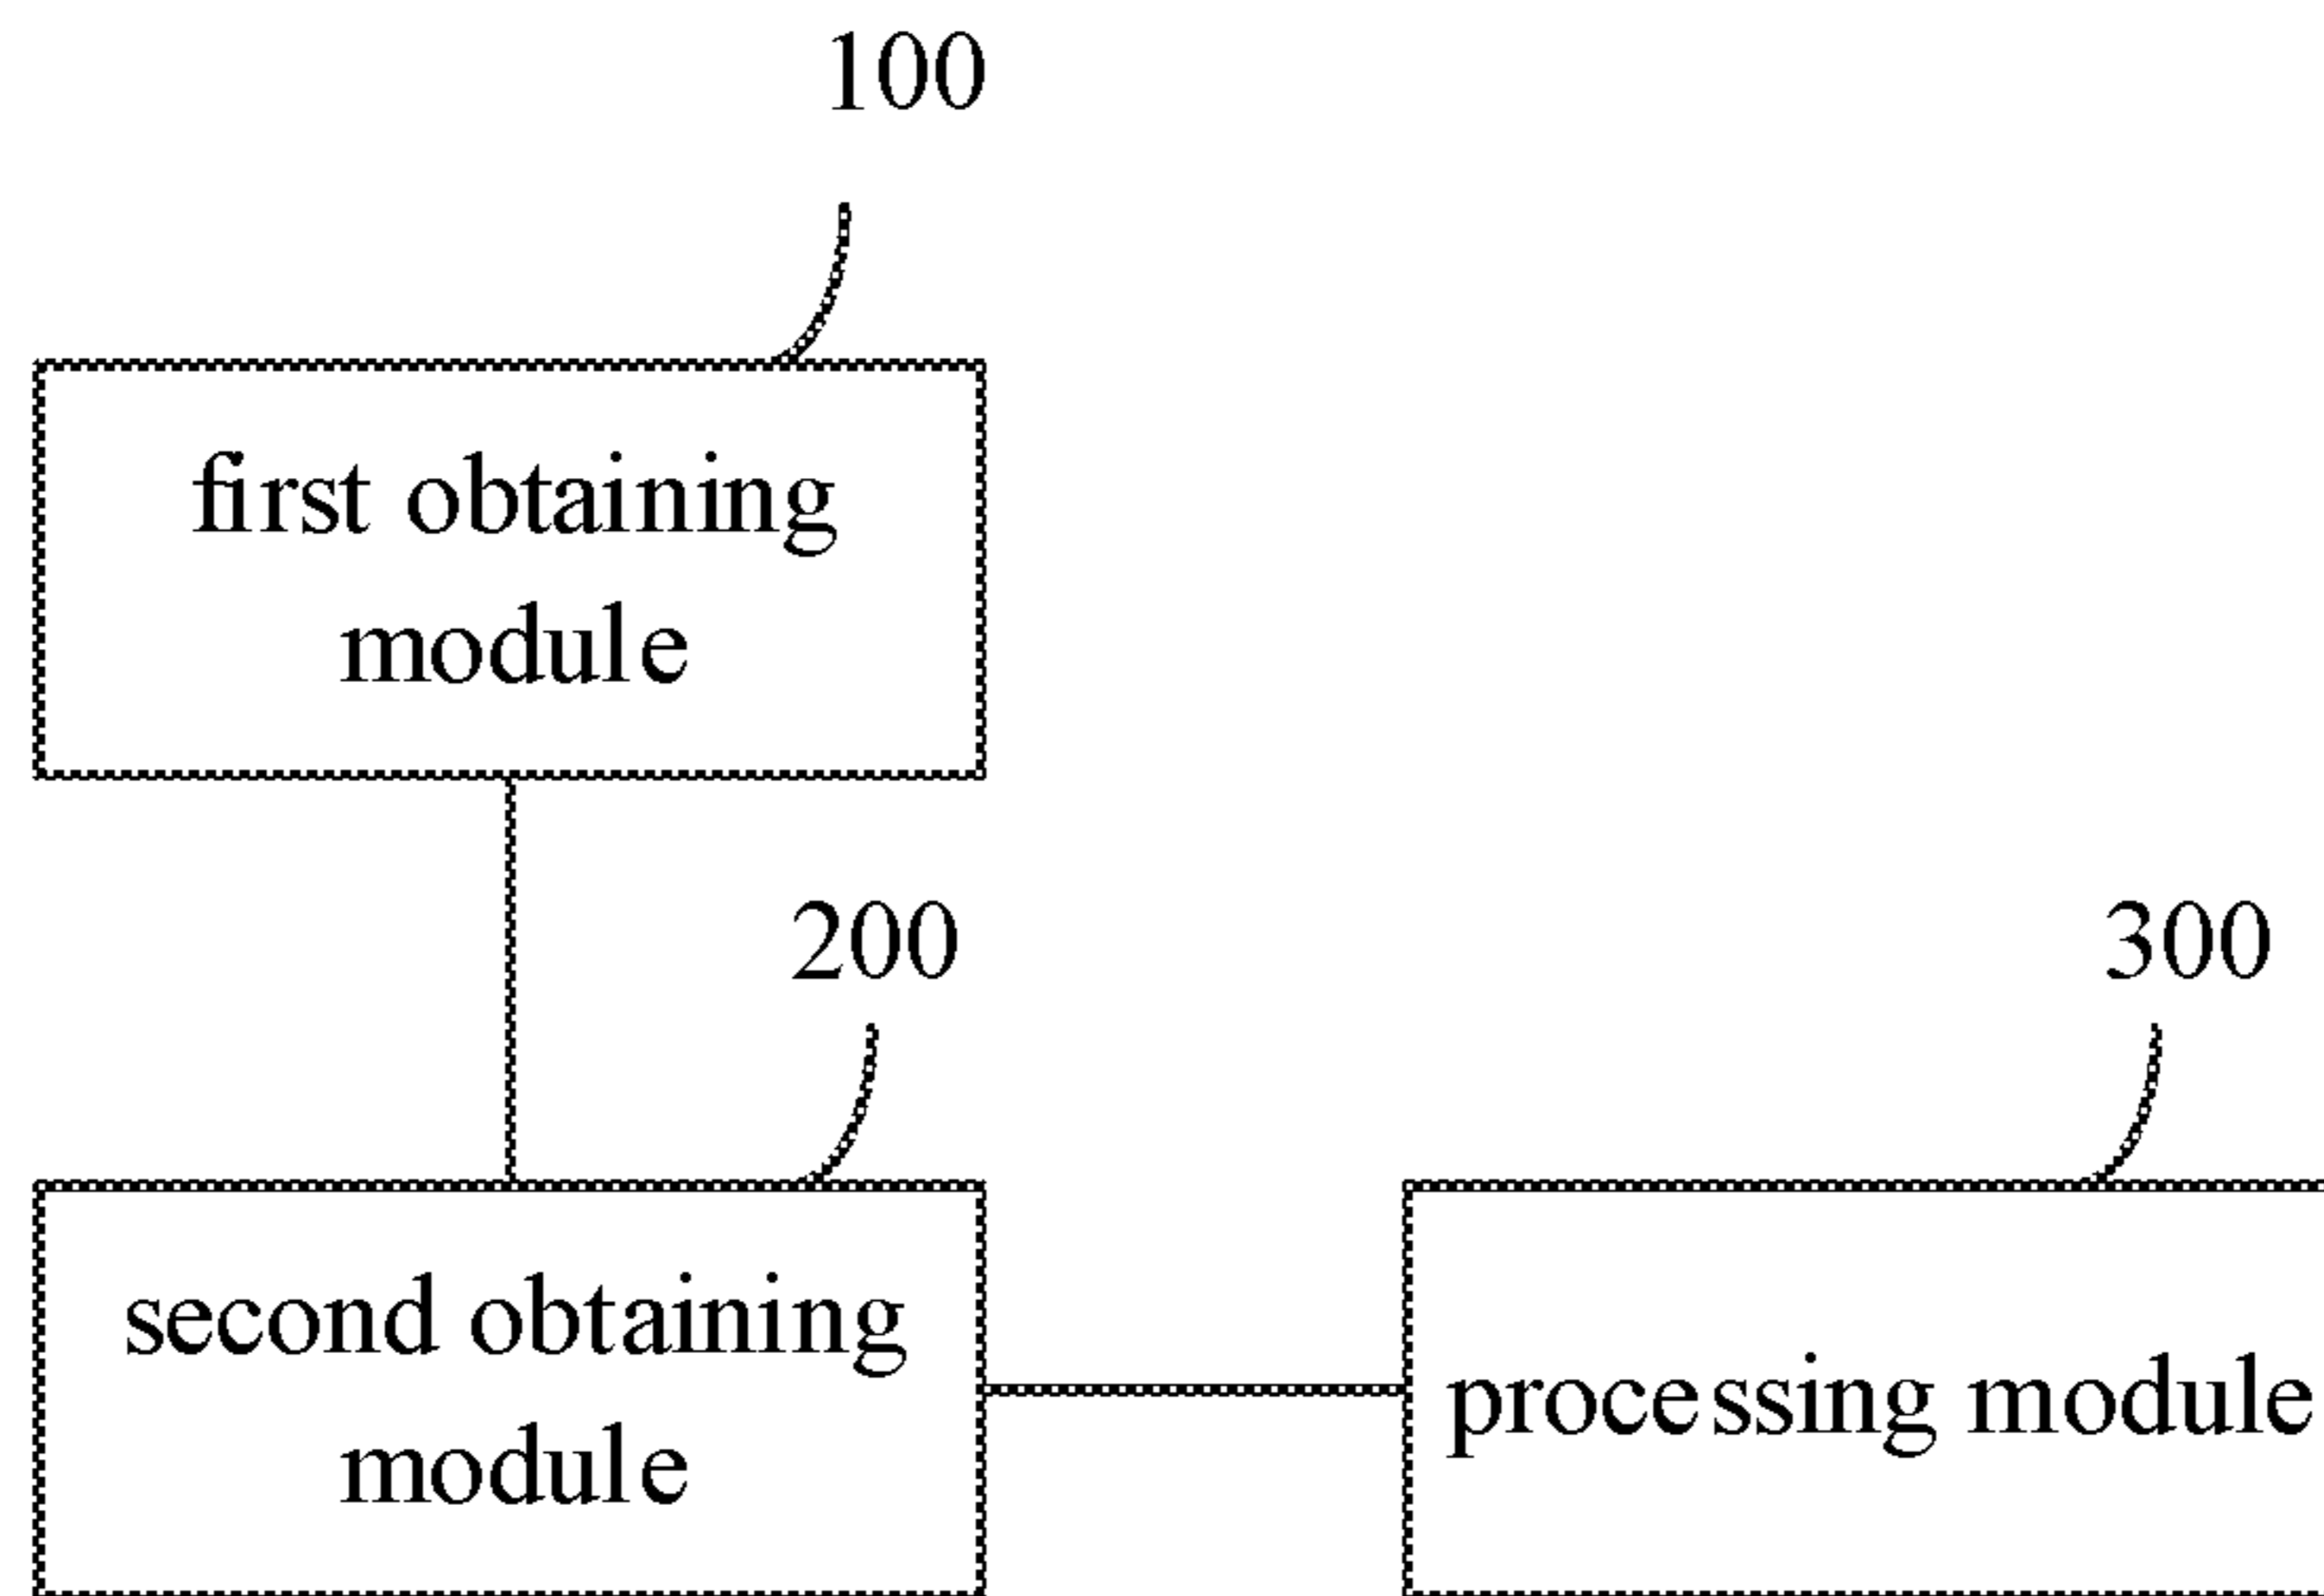 100
first obtaining
module
200
300
second obtaining
module
processing module